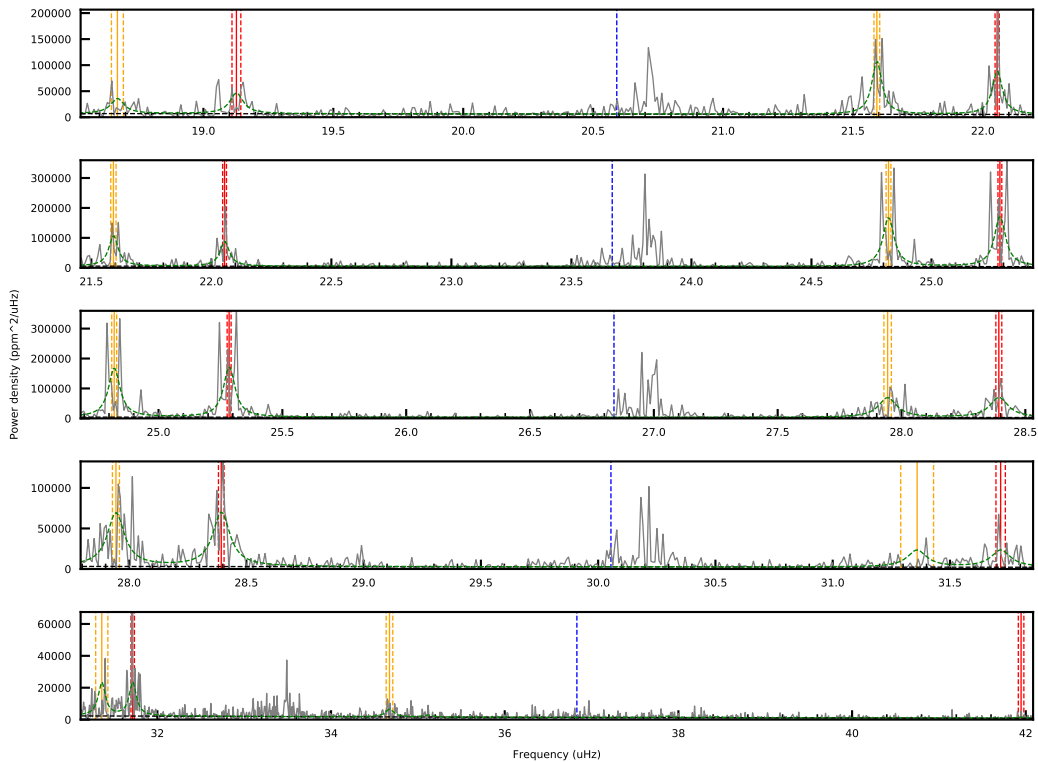 200000
150000
100000
50000
0
19.0 19.5 20.0 20.5 21.0 21.5 22.0
300000
200000
100000
0
21.5 22.0 22.5 23.0 23.5 24.0 24.5 25.0
Power density (ppm^2/uHz)
300000
200000
100000
0
25.0 25.5 26.0 26.5 27.0 27.5 28.0 28.5
100000
50000
0
28.0 28.5 29.0 29.5 30.0 30.5 31.0 31.5
60000
40000
20000
0
32 34 36 38 40 42
Frequency (uHz)